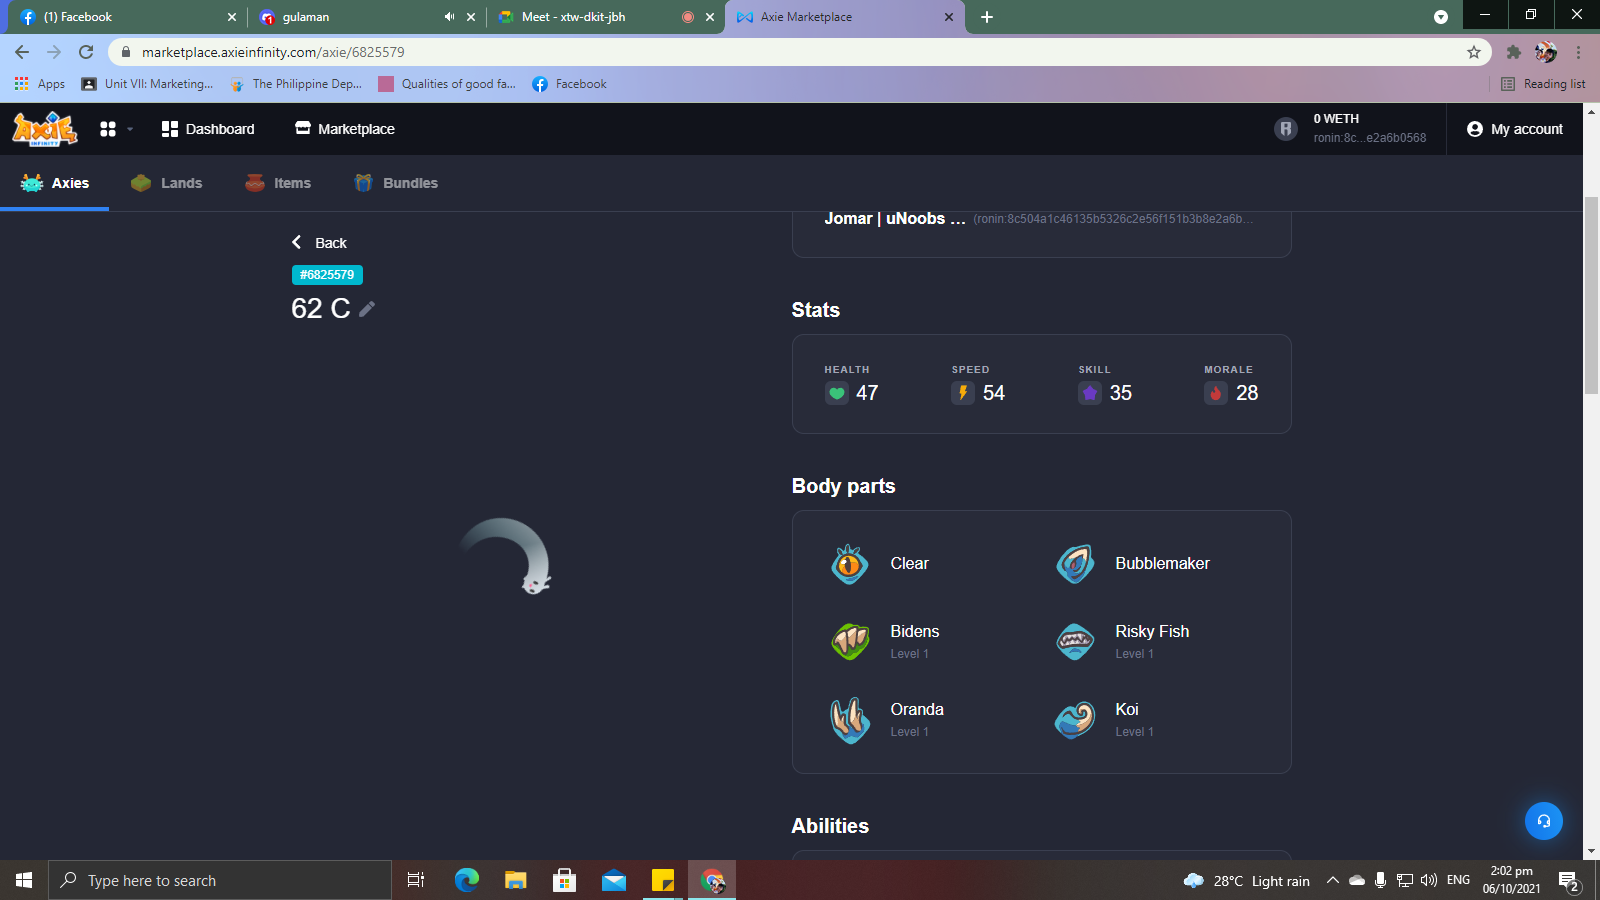 (1) Facebook
gulaman
Meet - xtw-dkit-jbh
Axie Marketplace
marketplace.axieinfinity.com/axie/6825579
Apps
Unit VII: Marketing...
The Philippine Dep...
Qualities of good fa...
Facebook
Reading list
AXIE
INFINITY
Dashboard
Marketplace
0 WETH
ronin:8c...e2a6b0568
My account
Axies
Lands
Items
Bundles
Jomar | uNoobs ... (ronin:8c504a1c46135b5326c2e56f151b3b8e2a6b...
Back
#6825579
62 C
Stats
HEALTH
47
SPEED
54
SKILL
35
MORALE
28
Body parts
Clear
Bubblemaker
Bidens
Level 1
Risky Fish
Level 1
Oranda
Level 1
Koi
Level 1
Abilities
Type here to search
28°C Light rain
ENG
2:02 pm
06/10/2021
2